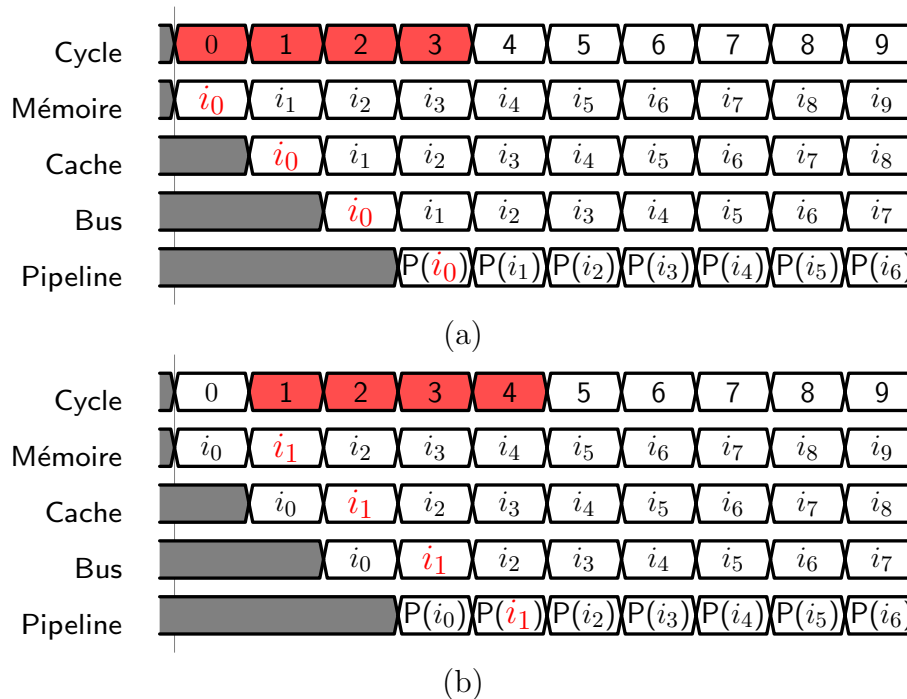 Cycle 0 1 2 3 4 5 6 7 8 9
Mémoire i₀ i₁ i₂ i₃ i₄ i₅ i₆ i₇ i₈ i₉
Cache i₀ i₁ i₂ i₃ i₄ i₅ i₆ i₇ i₈
Bus i₀ i₁ i₂ i₃ i₄ i₅ i₆ i₇
Pipeline P(i₀) P(i₁) P(i₂) P(i₃) P(i₄) P(i₅) P(i₆)
(a)
Cycle 0 1 2 3 4 5 6 7 8 9
Mémoire i₀ i₁ i₂ i₃ i₄ i₅ i₆ i₇ i₈ i₉
Cache i₀ i₁ i₂ i₃ i₄ i₅ i₆ i₇ i₈
Bus i₀ i₁ i₂ i₃ i₄ i₅ i₆ i₇
Pipeline P(i₀) P(i₁) P(i₂) P(i₃) P(i₄) P(i₅) P(i₆)
(b)